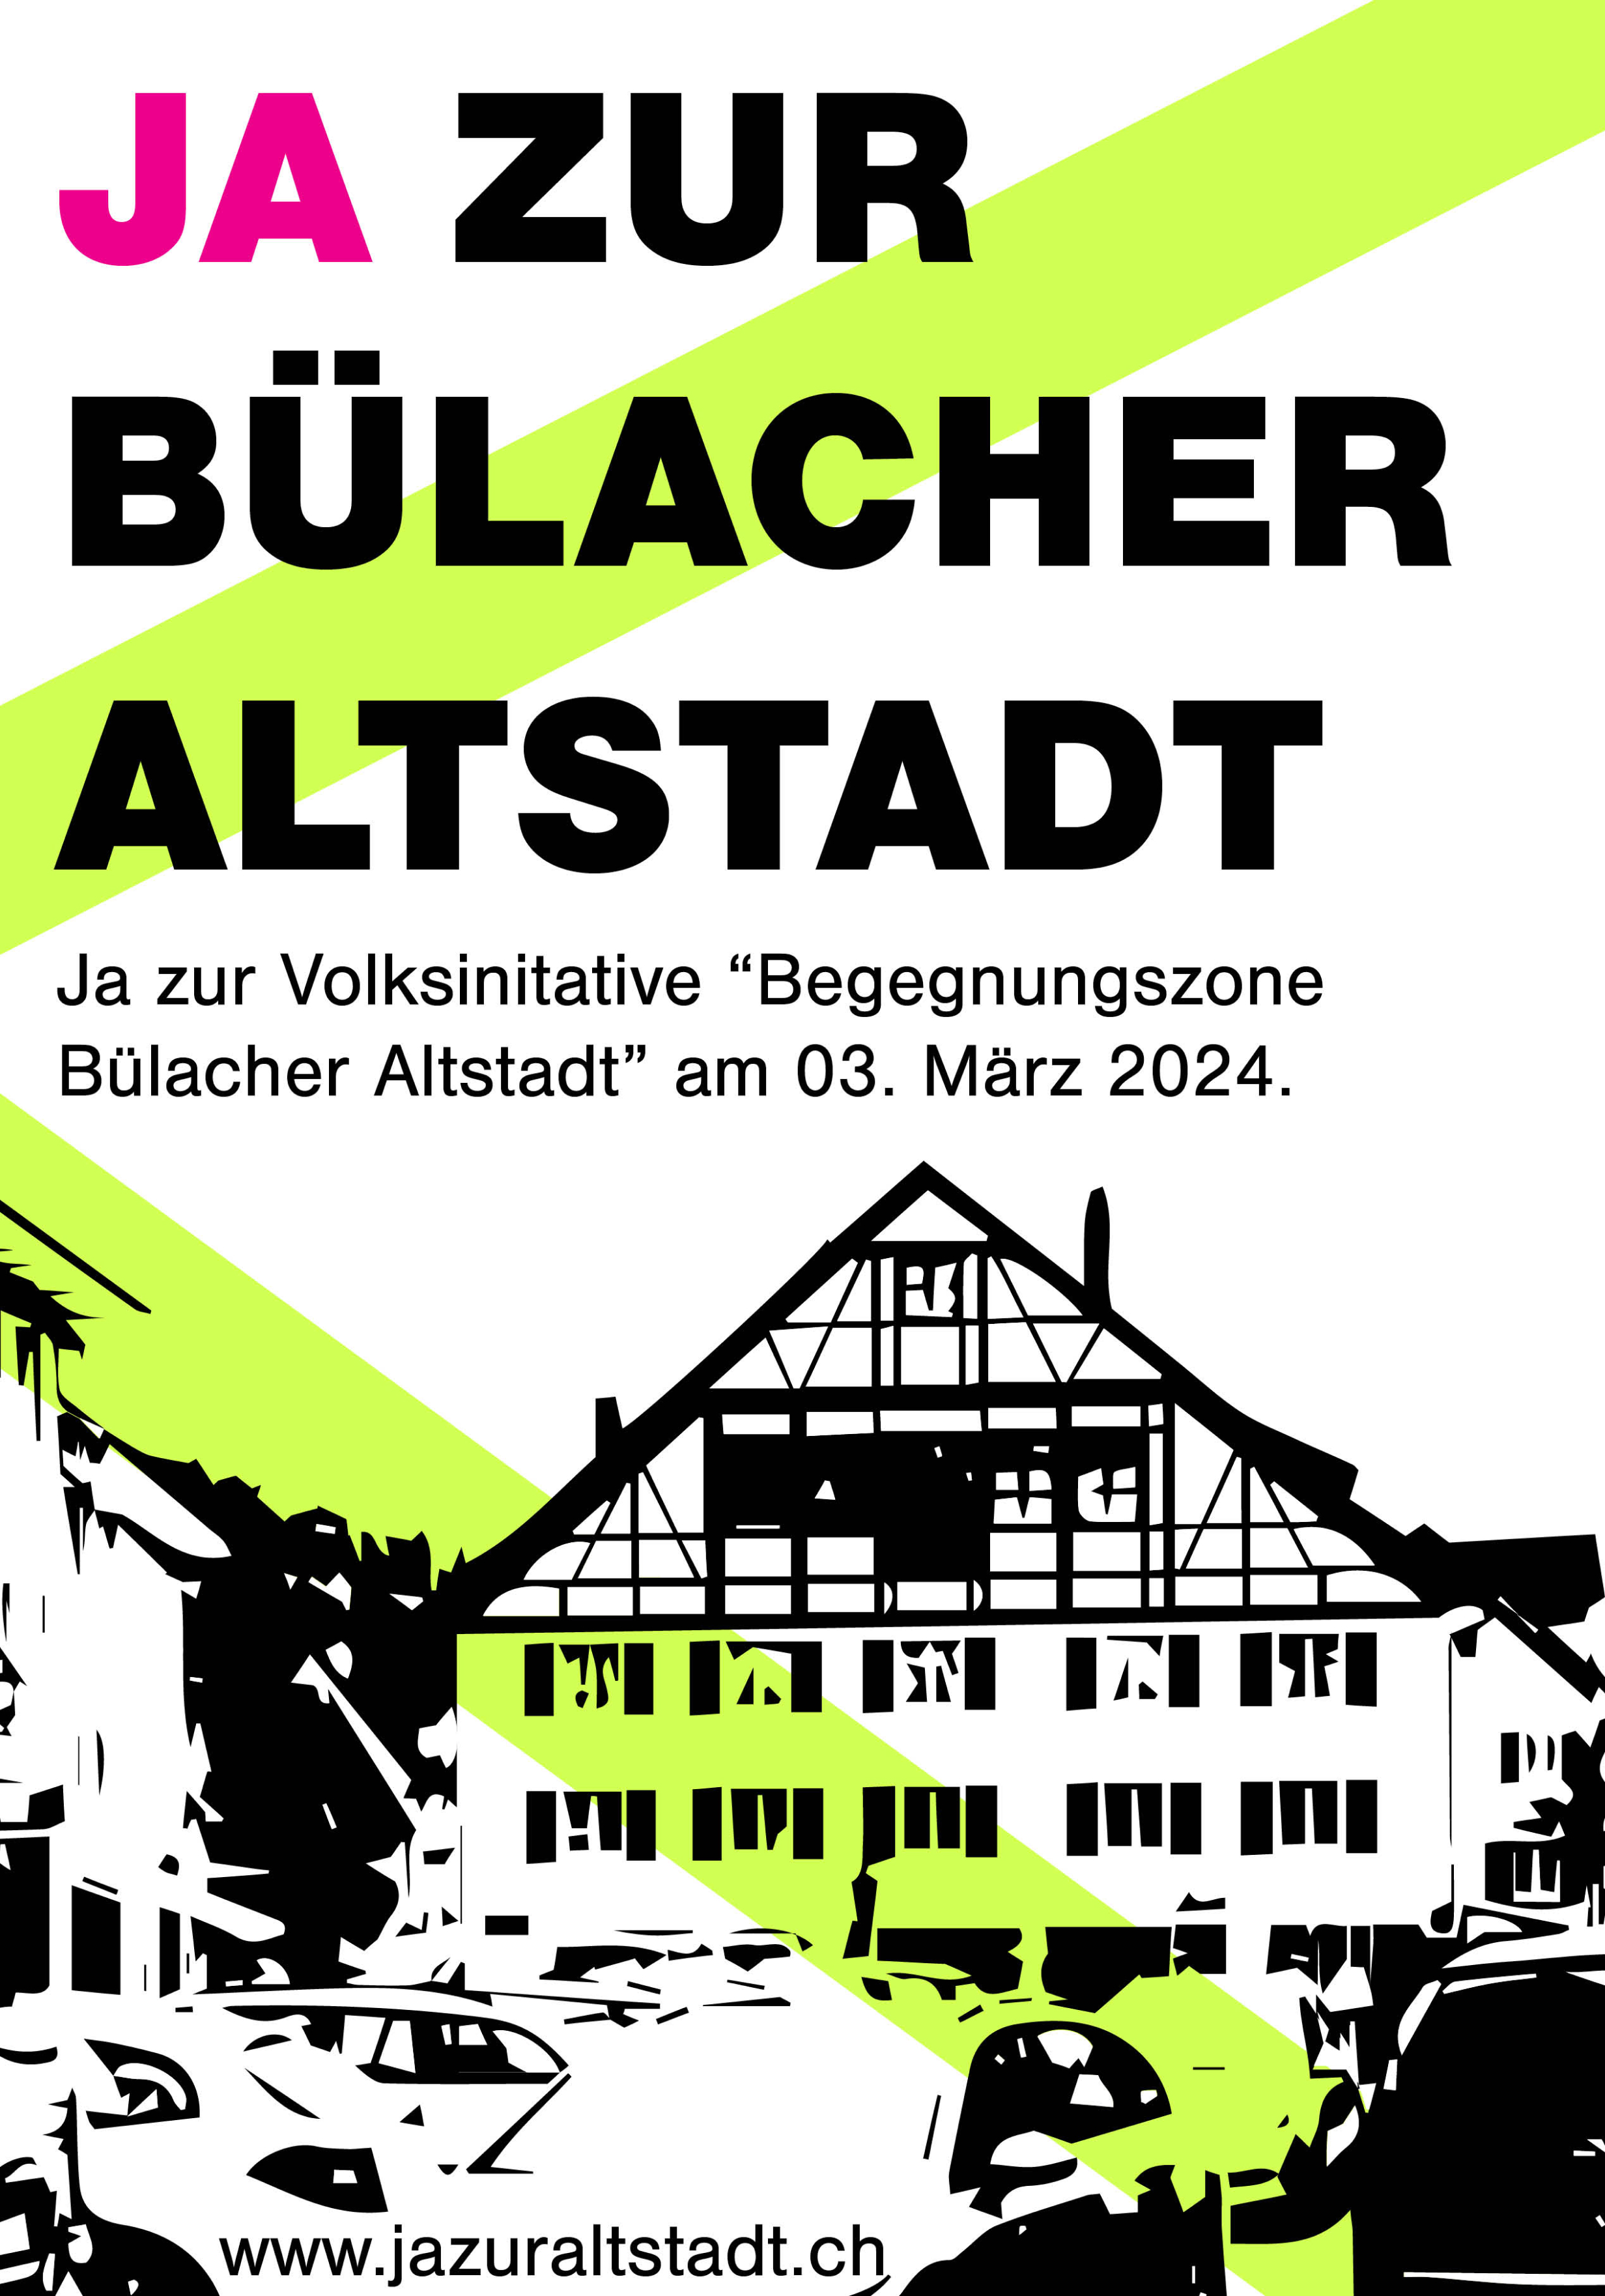 JA ZUR
BÜLACHER
ALTSTADT
Ja zur Volksinitative “Begegnungszone
Bülacher Altstadt” am 03. März 2024.
www.jazuraltstadt.ch